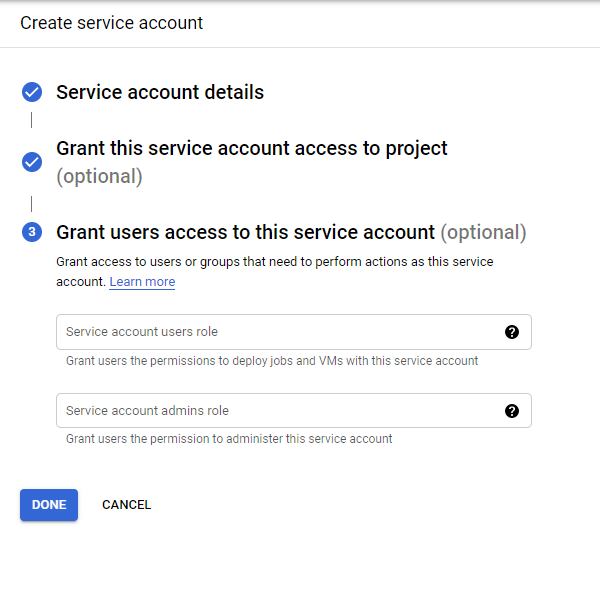 Create service account
Service account details
Grant this service account access to project
(optional)
3
Grant users access to this service account (optional)
Grant access to users or groups that need to perform actions as this service
account. Learn more
Service account users role
?
Grant users the permissions to deploy jobs and VMs with this service account
Service account admins role
?
Grant users the permission to administer this service account
DONE
CANCEL